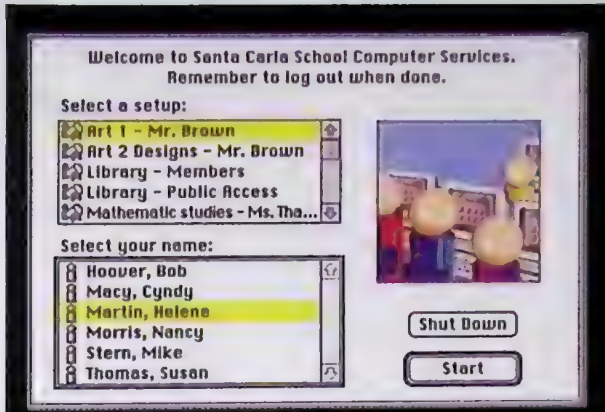 Welcome to Santa Carla School Computer Services.
Remember to log out when done.
Select a setup:
Art 1 - Mr. Brown
Art 2 Designs - Mr. Brown
Library - Members
Library - Public Access
Mathematic studies - Ms. Tha...
Select your name:
Hoover, Bob
Macy, Cyndy
Martin, Helene
Morris, Nancy
Stern, Mike
Thomas, Susan
Shut Down
Start